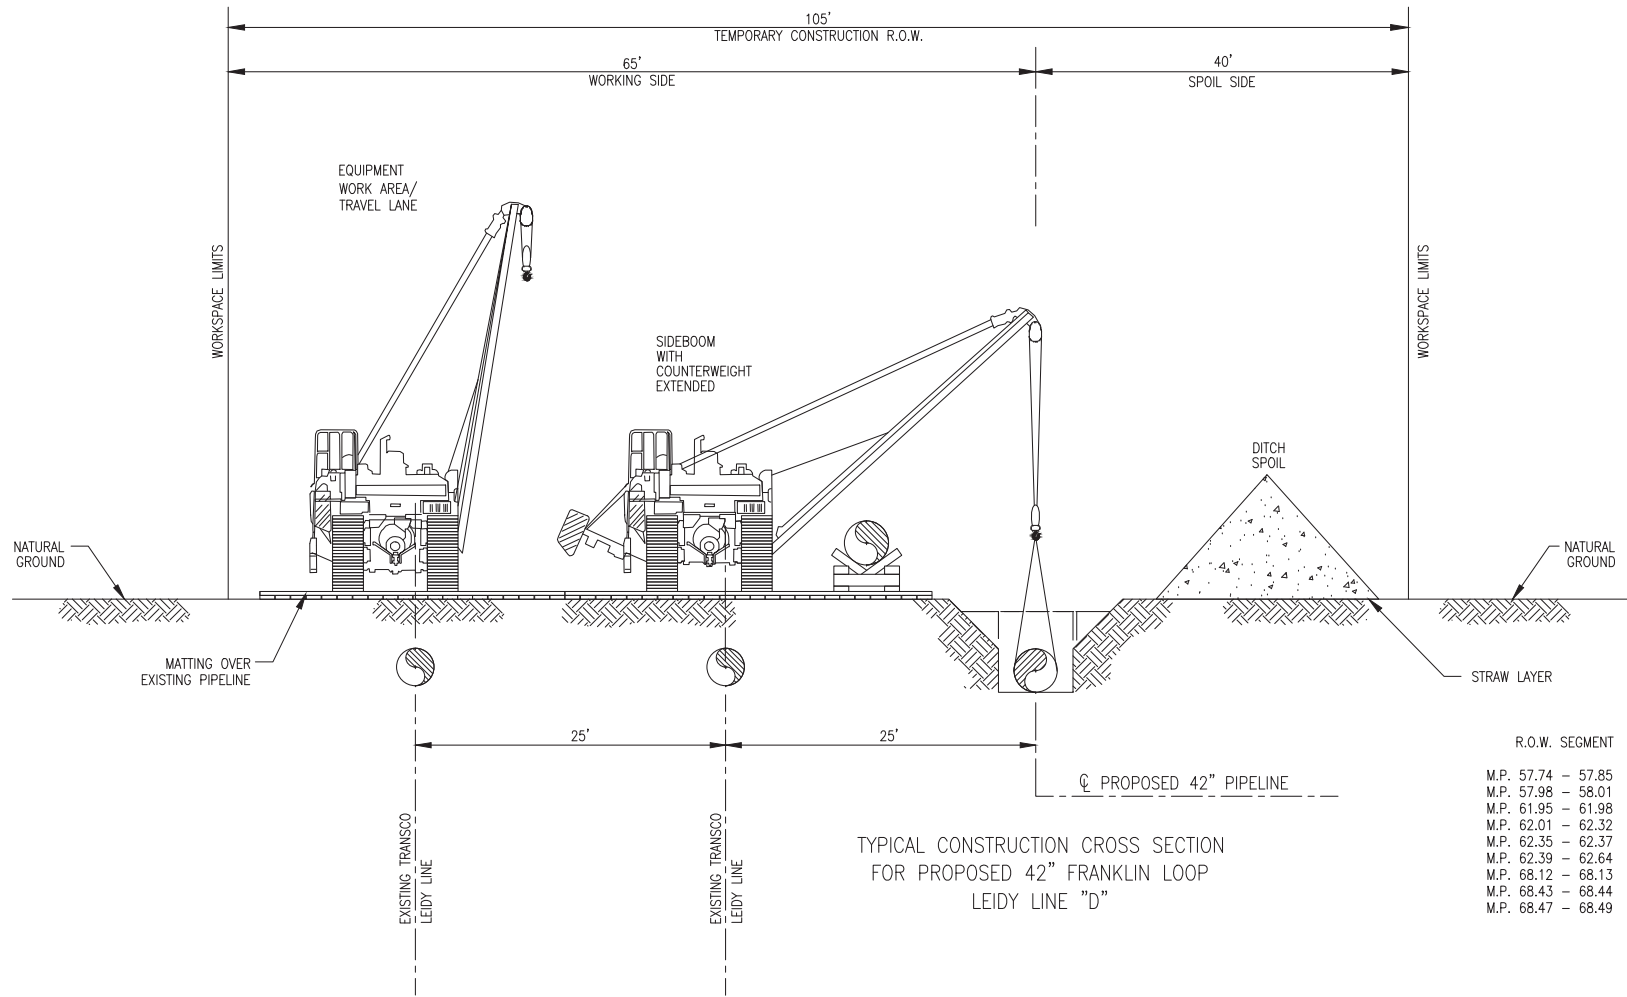 105'
TEMPORARY CONSTRUCTION R.O.W.
65'
WORKING SIDE
40'
SPOIL SIDE
EQUIPMENT
WORK AREA/
TRAVEL LANE
WORKSPACE LIMITS
WORKSPACE LIMITS
SIDEBOOM
WITH
COUNTERWEIGHT
EXTENDED
DITCH
SPOIL
NATURAL
GROUND
NATURAL
GROUND
MATTING OVER
EXISTING PIPELINE
STRAW LAYER
25'
25'
℄ PROPOSED 42" PIPELINE
EXISTING TRANSCO
LEIDY LINE
EXISTING TRANSCO
LEIDY LINE
TYPICAL CONSTRUCTION CROSS SECTION
FOR PROPOSED 42" FRANKLIN LOOP
LEIDY LINE "D"
R.O.W. SEGMENT
M.P. 57.74 - 57.85
M.P. 57.98 - 58.01
M.P. 61.95 - 61.98
M.P. 62.01 - 62.32
M.P. 62.35 - 62.37
M.P. 62.39 - 62.64
M.P. 68.12 - 68.13
M.P. 68.43 - 68.44
M.P. 68.47 - 68.49